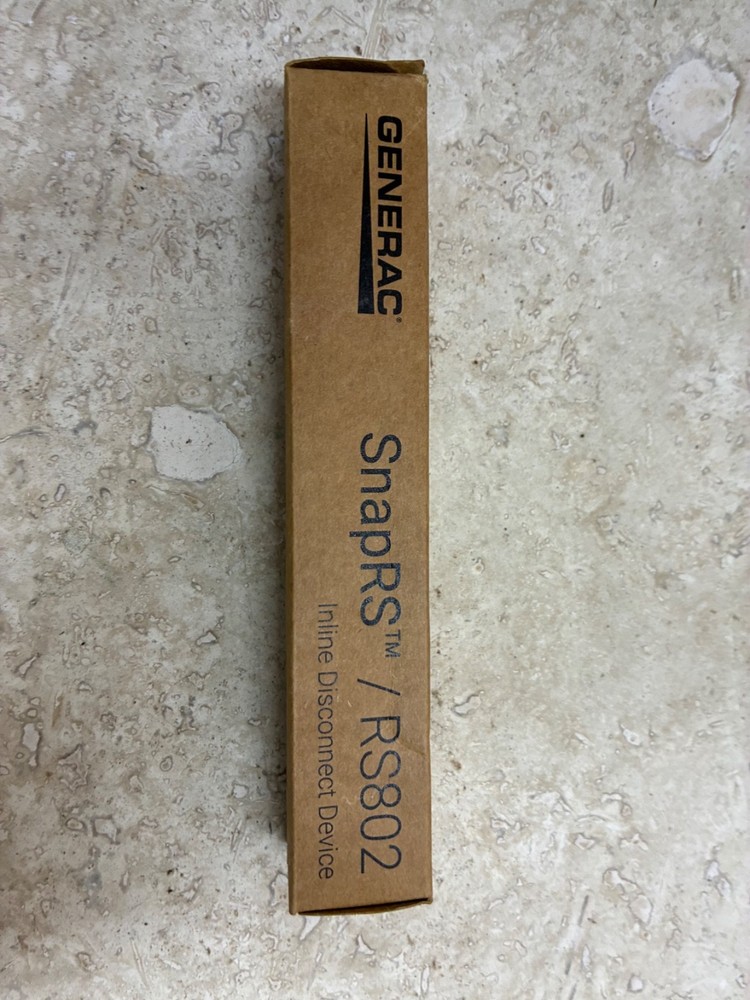 GENERAC®
SnapRS™ / RS802
Inline Disconnect Device